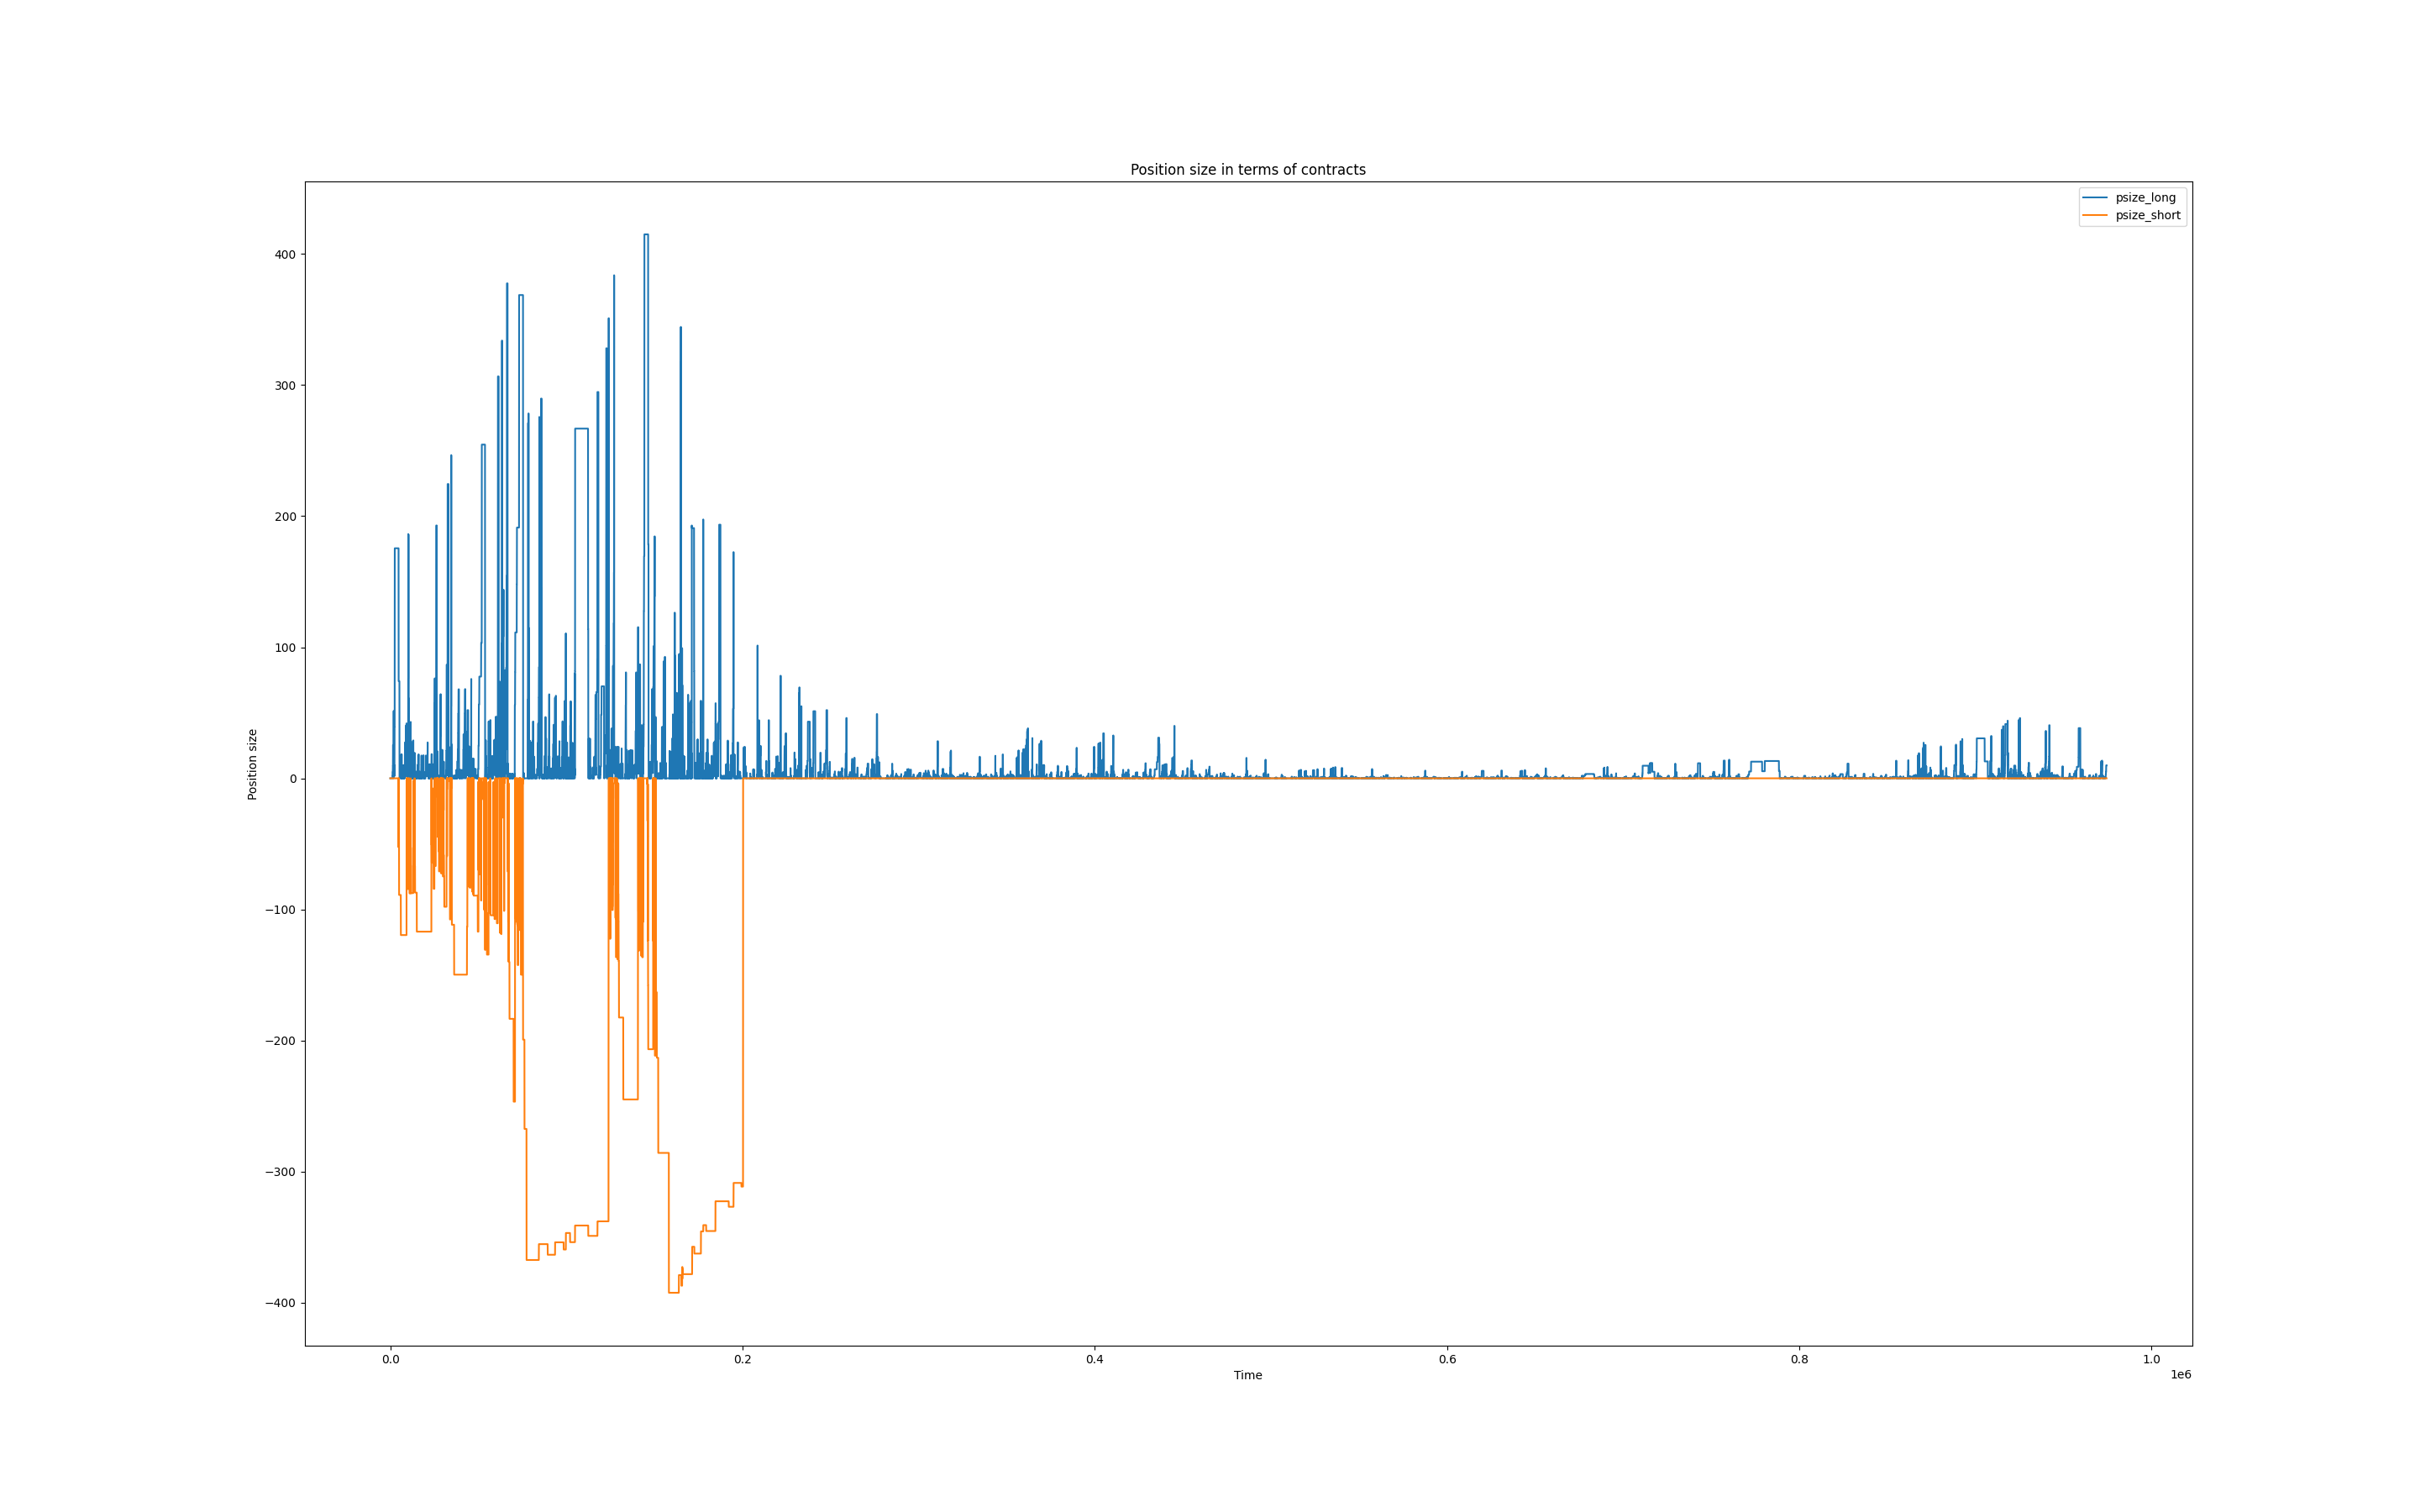 Position size in terms of contracts
psize_long
psize_short
400
300
200
100
0
−100
−200
−300
−400
Position size
0.0
0.2
0.4
0.6
0.8
1.0
Time
1e6